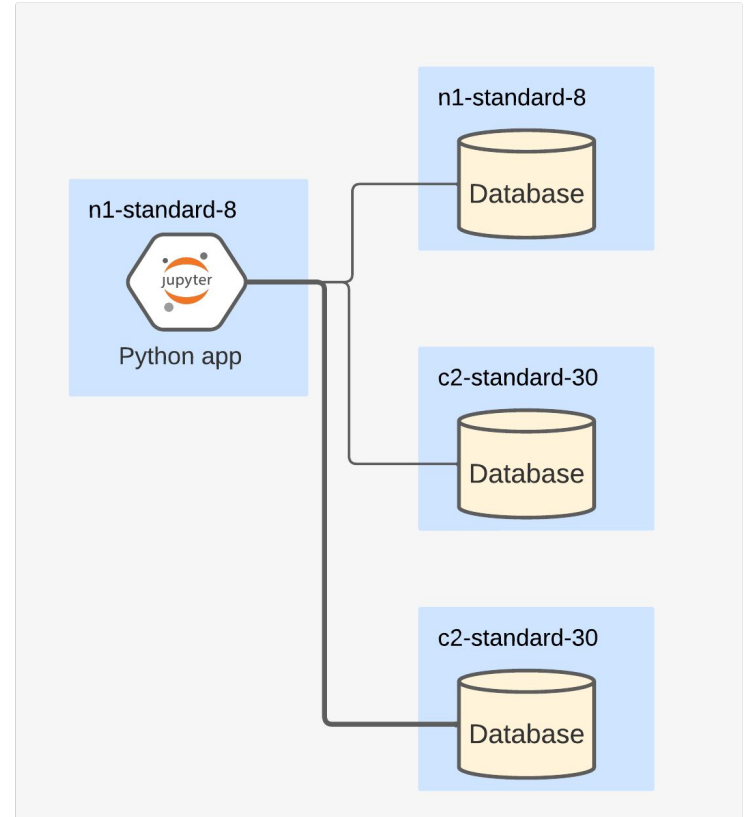 n1-standard-8
Database
n1-standard-8
jupyter
Python app
c2-standard-30
Database
c2-standard-30
Database